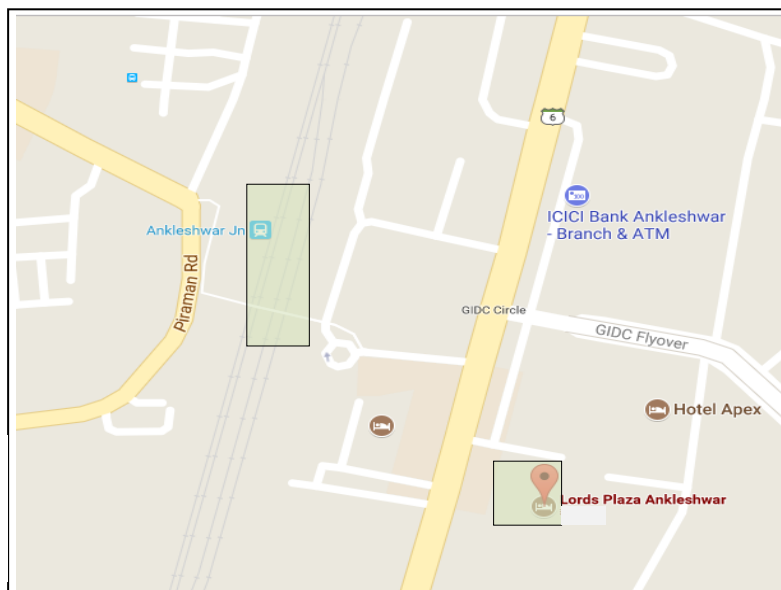 6
ICICI Bank Ankleshwar
- Branch & ATM
Ankleshwar Jn
Piraman Rd
GIDC Circle
GIDC Flyover
Hotel Apex
Lords Plaza Ankleshwar